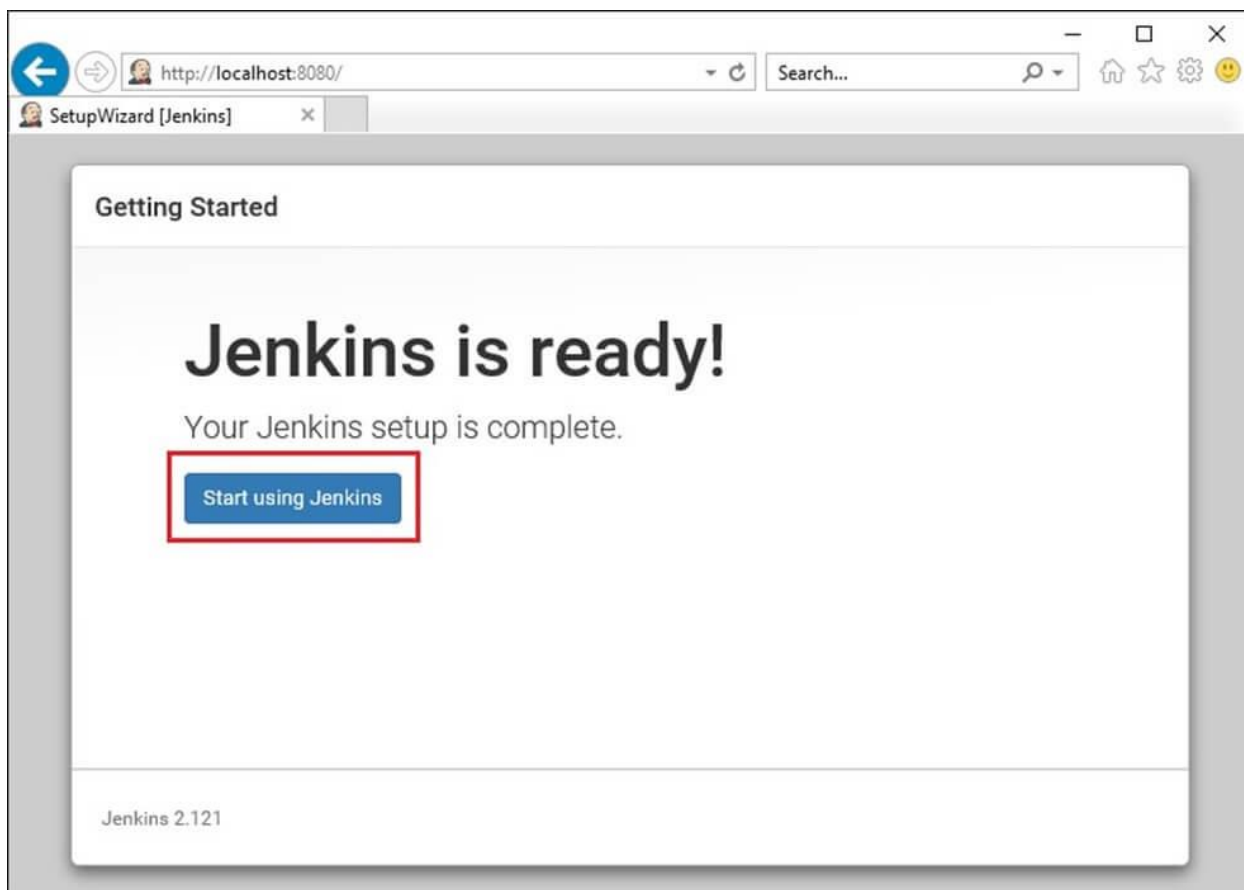 http://localhost:8080/
Search...
SetupWizard [Jenkins]
Getting Started
Jenkins is ready!
Your Jenkins setup is complete.
Start using Jenkins
Jenkins 2.121